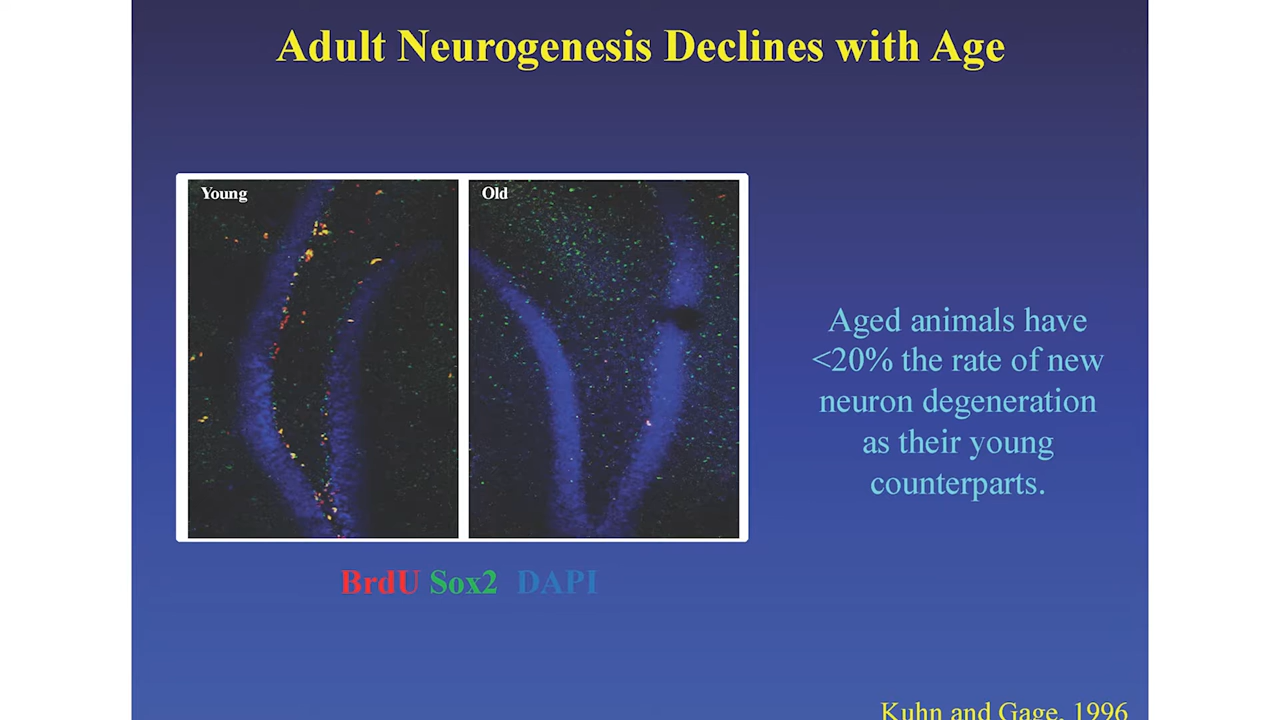 Adult Neurogenesis Declines with Age
Young
Old
Aged animals have
<20% the rate of new
neuron degeneration
as their young
counterparts.
BrdU Sox2 DAPI
Kuhn and Gage, 1996